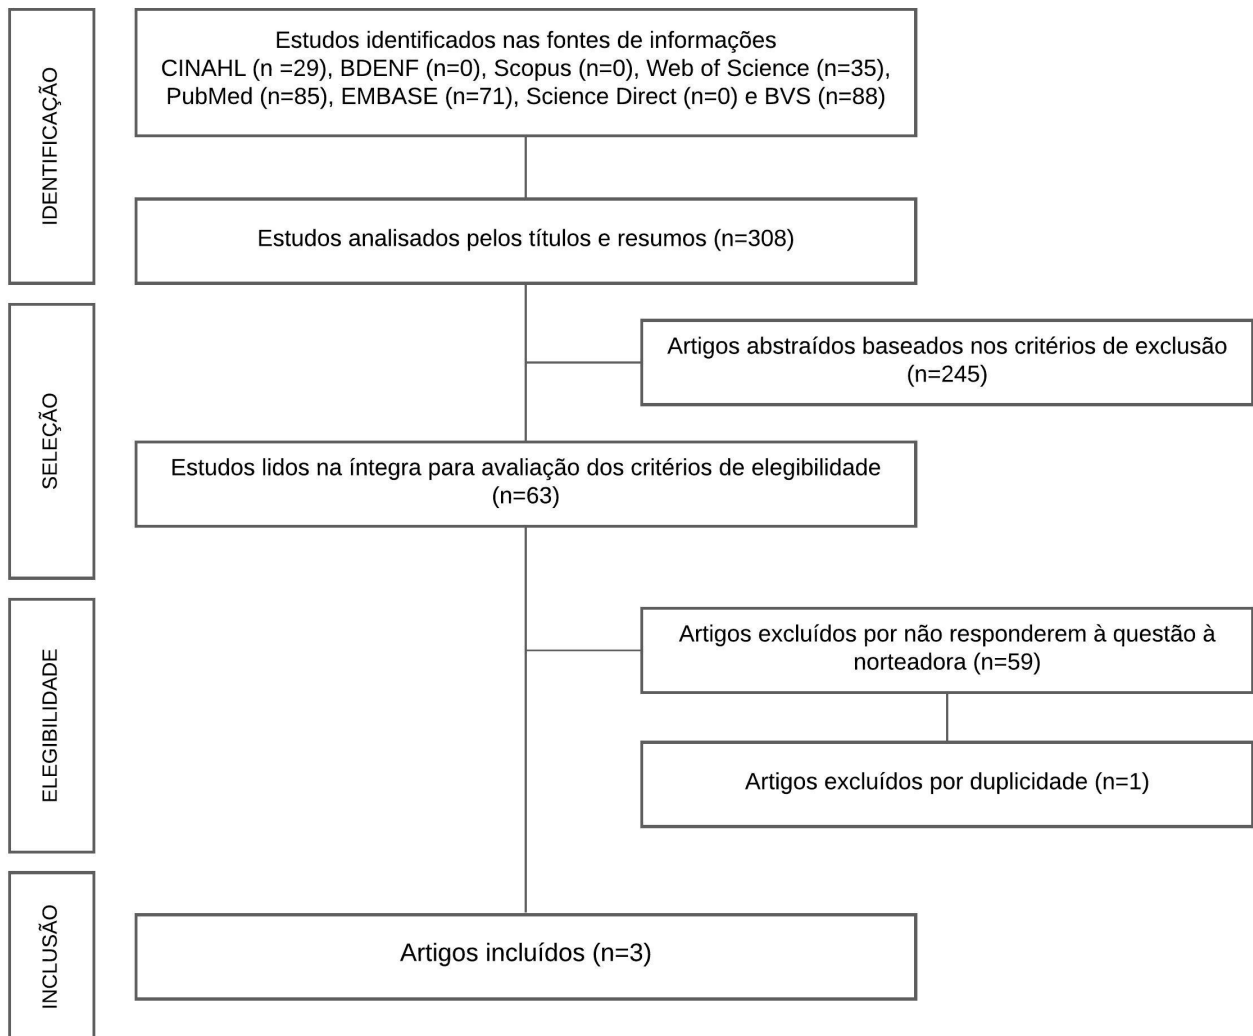 IDENTIFICAÇÃO
Estudos identificados nas fontes de informações
CINAHL (n =29), BDENF (n=0), Scopus (n=0), Web of Science (n=35),
PubMed (n=85), EMBASE (n=71), Science Direct (n=0) e BVS (n=88)
Estudos analisados pelos títulos e resumos (n=308)
SELEÇÃO
Artigos abstraídos baseados nos critérios de exclusão
(n=245)
Estudos lidos na íntegra para avaliação dos critérios de elegibilidade
(n=63)
ELEGIBILIDADE
Artigos excluídos por não responderem à questão à
norteadora (n=59)
Artigos excluídos por duplicidade (n=1)
INCLUSÃO
Artigos incluídos (n=3)